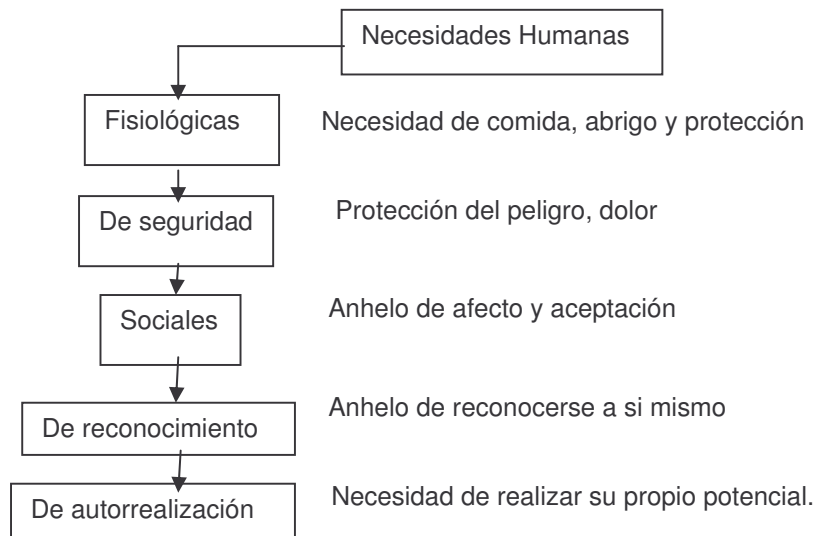 Necesidades Humanas
Fisiológicas
Necesidad de comida, abrigo y protección
De seguridad
Protección del peligro, dolor
Sociales
Anhelo de afecto y aceptación
De reconocimiento
Anhelo de reconocerse a si mismo
De autorrealización
Necesidad de realizar su propio potencial.